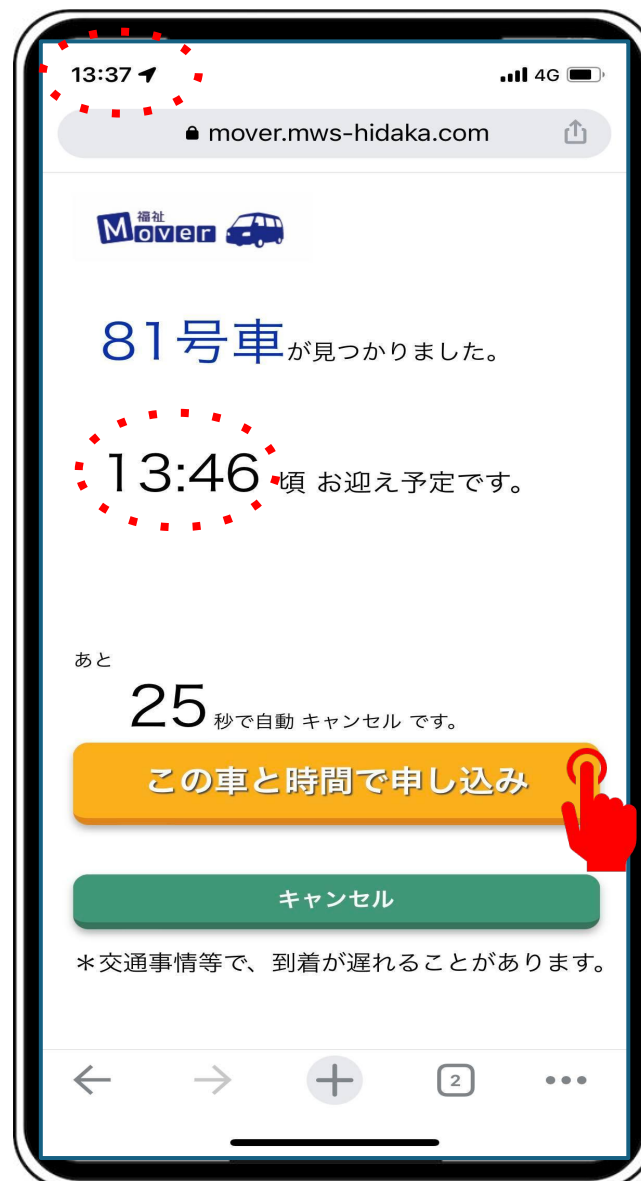 13:37
4G
mover.mws-hidaka.com
福祉
Mover
81号車が見つかりました。
13:46 頃 お迎え予定です。
あと
25 秒で自動 キャンセル です。
この車と時間で申し込み
キャンセル
＊交通事情等で、到着が遅れることがあります。
2